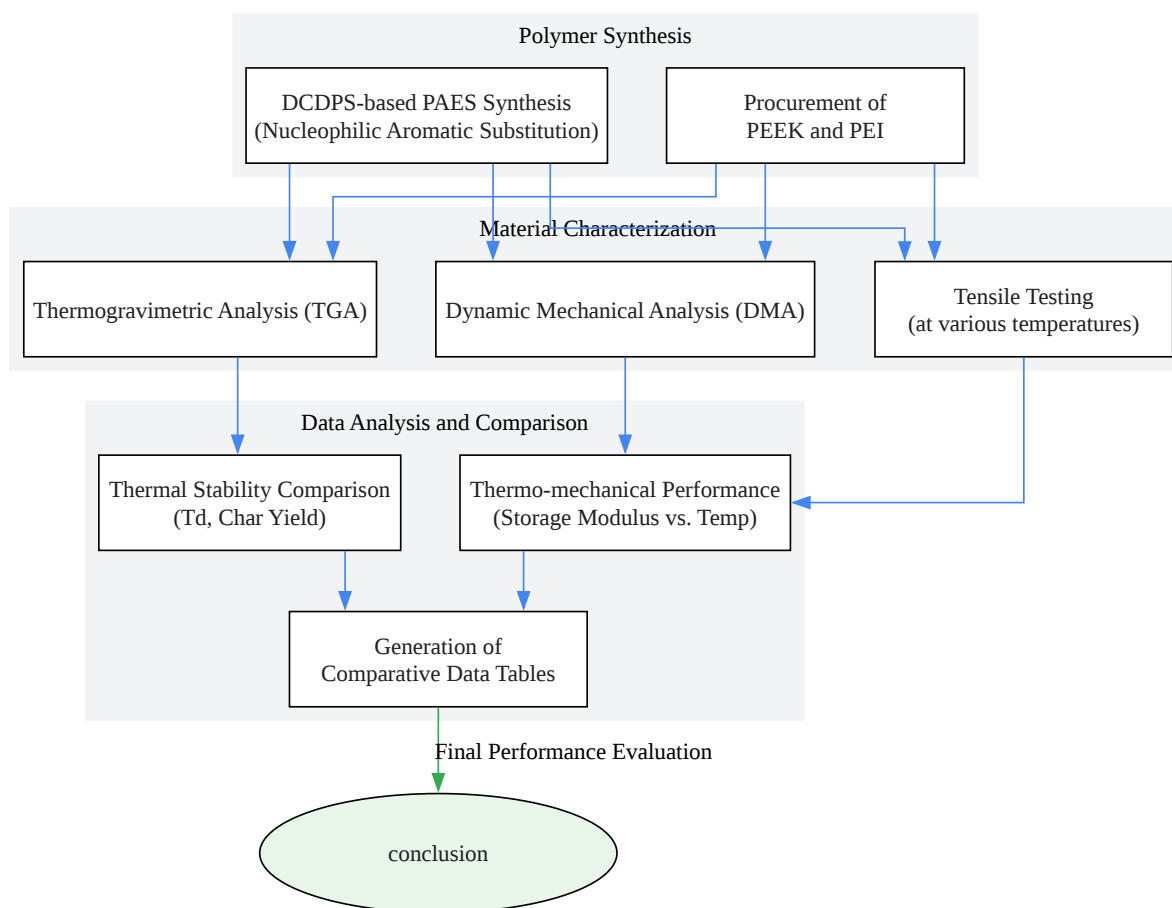 Polymer Synthesis
DCDPS-based PAES Synthesis
(Nucleophilic Aromatic Substitution)
Procurement of
PEEK and PEI
Material Characterization
Thermogravimetric Analysis (TGA)
Dynamic Mechanical Analysis (DMA)
Tensile Testing
(at various temperatures)
Data Analysis and Comparison
Thermal Stability Comparison
(Td, Char Yield)
Thermo-mechanical Performance
(Storage Modulus vs. Temp)
Generation of
Comparative Data Tables
Final Performance Evaluation
conclusion